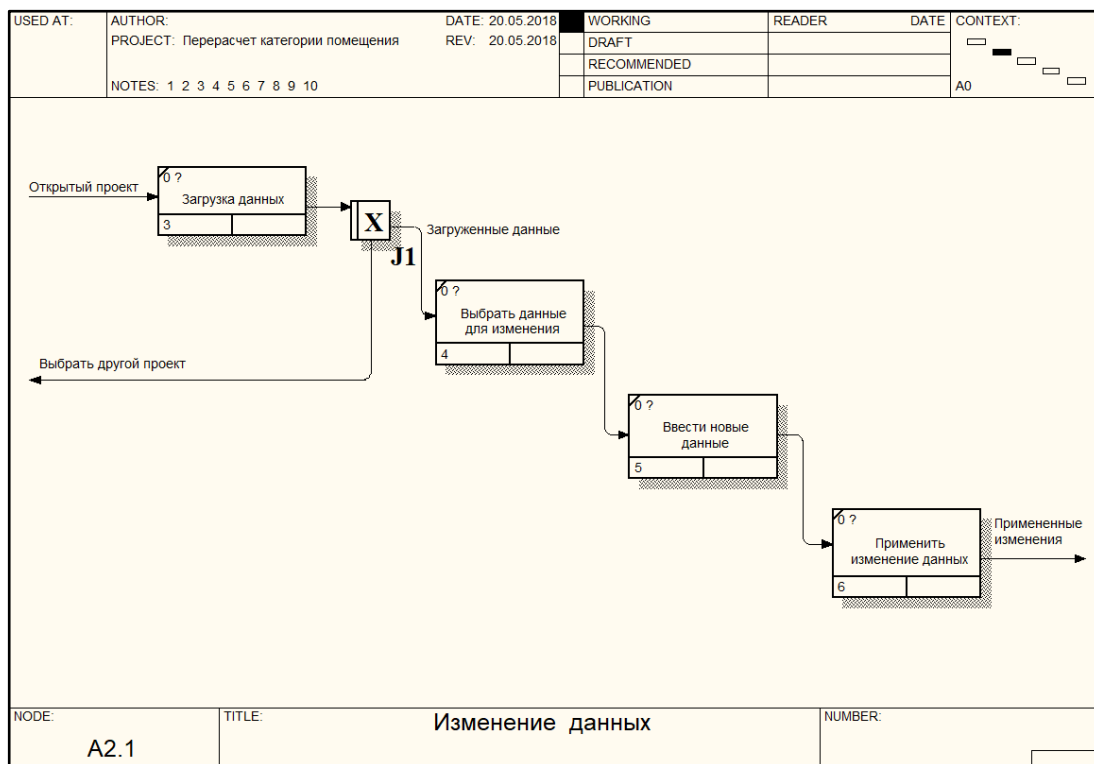 USED AT:
AUTHOR:
DATE: 20.05.2018
WORKING
READER
DATE
CONTEXT:
PROJECT: Перерасчет категории помещения
REV: 20.05.2018
DRAFT
RECOMMENDED
NOTES: 1 2 3 4 5 6 7 8 9 10
PUBLICATION
A0
Открытый проект
0 ?
Загрузка данных
3
X
J1
Загруженные данные
0 ?
Выбрать данные
для изменения
4
Выбрать другой проект
0 ?
Ввести новые
данные
5
0 ?
Применить
изменение данных
6
Примененные
изменения
NODE:
A2.1
TITLE:
Изменение данных
NUMBER: